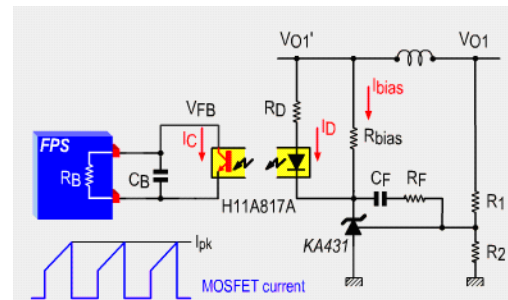 VO1'
VO1
Ibias
VFB
RD
ID
IC
Rbias
FPS
RB
CB
CF
RF
R1
H11A817A
KA431
R2
Ipk
MOSFET current